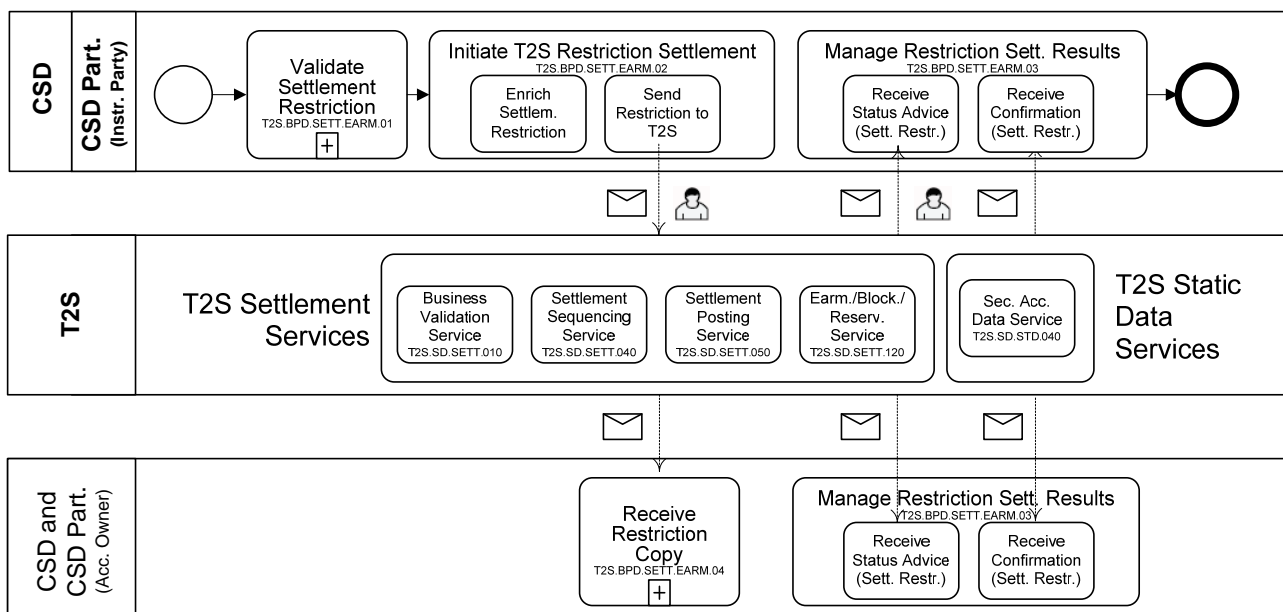 CSD
CSD Part.
(Instr. Party)
Validate
Settlement
Restriction
T2S.BPD.SETT.EARM.01
+
Initiate T2S Restriction Settlement
T2S.BPD.SETT.EARM.02
Enrich
Settlem.
Restriction
Send
Restriction to
T2S
Manage Restriction Sett. Results
T2S.BPD.SETT.EARM.03
Receive
Status Advice
(Sett. Restr.)
Receive
Confirmation
(Sett. Restr.)
T2S
T2S Settlement
Services
Business
Validation
Service
T2S.SD.SETT.010
Settlement
Sequencing
Service
T2S.SD.SETT.040
Settlement
Posting
Service
T2S.SD.SETT.050
Earm./Block./
Reserv.
Service
T2S.SD.SETT.120
Sec. Acc.
Data Service
T2S.SD.STD.040
T2S Static
Data
Services
CSD and
CSD Part.
(Acc. Owner)
Receive
Restriction
Copy
T2S.BPD.SETT.EARM.04
+
Manage Restriction Sett. Results
T2S.BPD.SETT.EARM.03
Receive
Status Advice
(Sett. Restr.)
Receive
Confirmation
(Sett. Restr.)